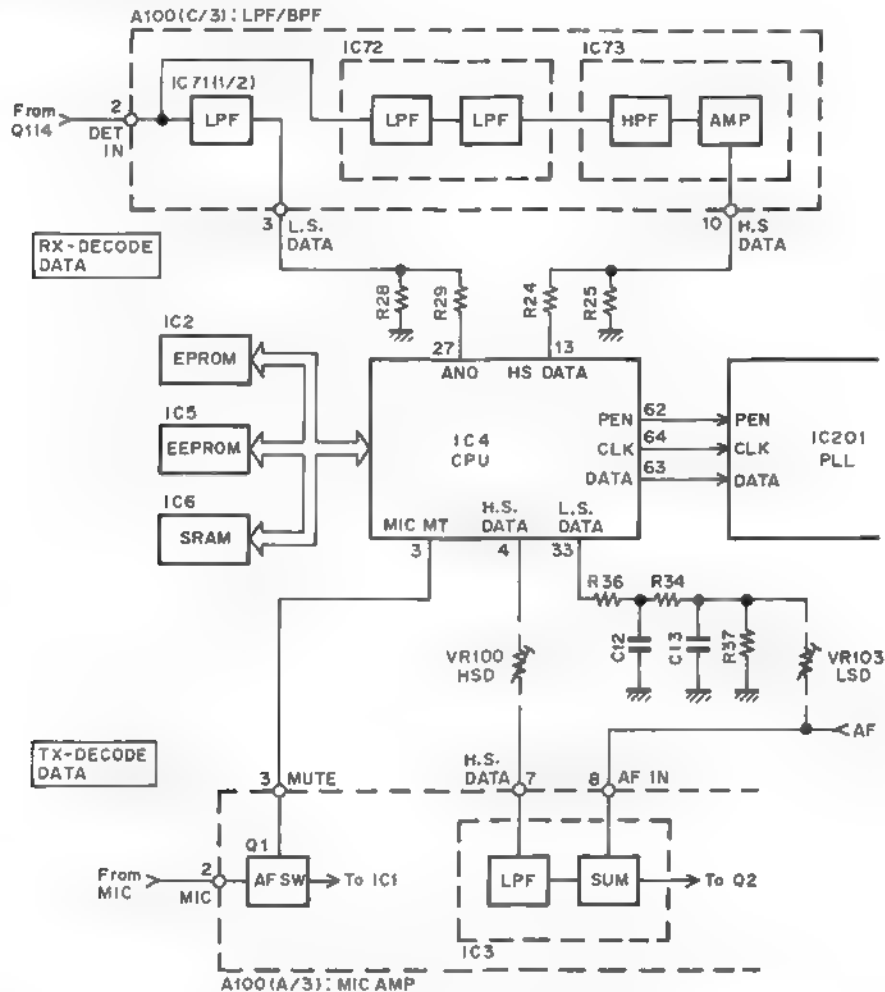 A100(C/3): LPF/BPF
IC72
IC73
IC71(1/2)
From Q114
2
DET IN
LPF
LPF
LPF
HPF
AMP
3
L.S. DATA
10
H.S DATA
RX-DECODE DATA
R28
R29
R24
R25
IC2
EPROM
27
13
ANO
HS DATA
IC5
EEPROM
IC4 CPU
PEN
62
PEN
CLK
64
CLK
DATA
63
DATA
IC201 PLL
IC6
SRAM
MIC MT
H.S. DATA
L.S. DATA
3
4
33
R36
R34
C12
C13
R37
VR100 HSD
VR103 LSD
AF
TX-DECODE DATA
3
MUTE
H.S. DATA
7
8
AF IN
Q1
From MIC
2
MIC
AF SW
To IC1
LPF
SUM
To Q2
IC3
A100(A/3): MIC AMP